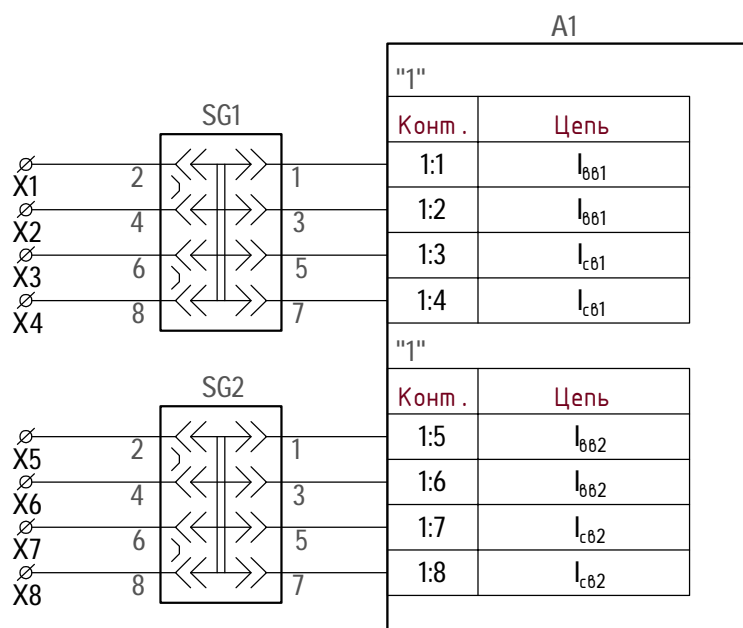 A1
"1"
SG1
Конт. Цепь
X1 2 1 1:1 Iвв1
X2 4 3 1:2 Iвв1
X3 6 5 1:3 Iсв1
X4 8 7 1:4 Iсв1
"1"
SG2
Конт. Цепь
X5 2 1 1:5 Iвв2
X6 4 3 1:6 Iвв2
X7 6 5 1:7 Iсв2
X8 8 7 1:8 Iсв2